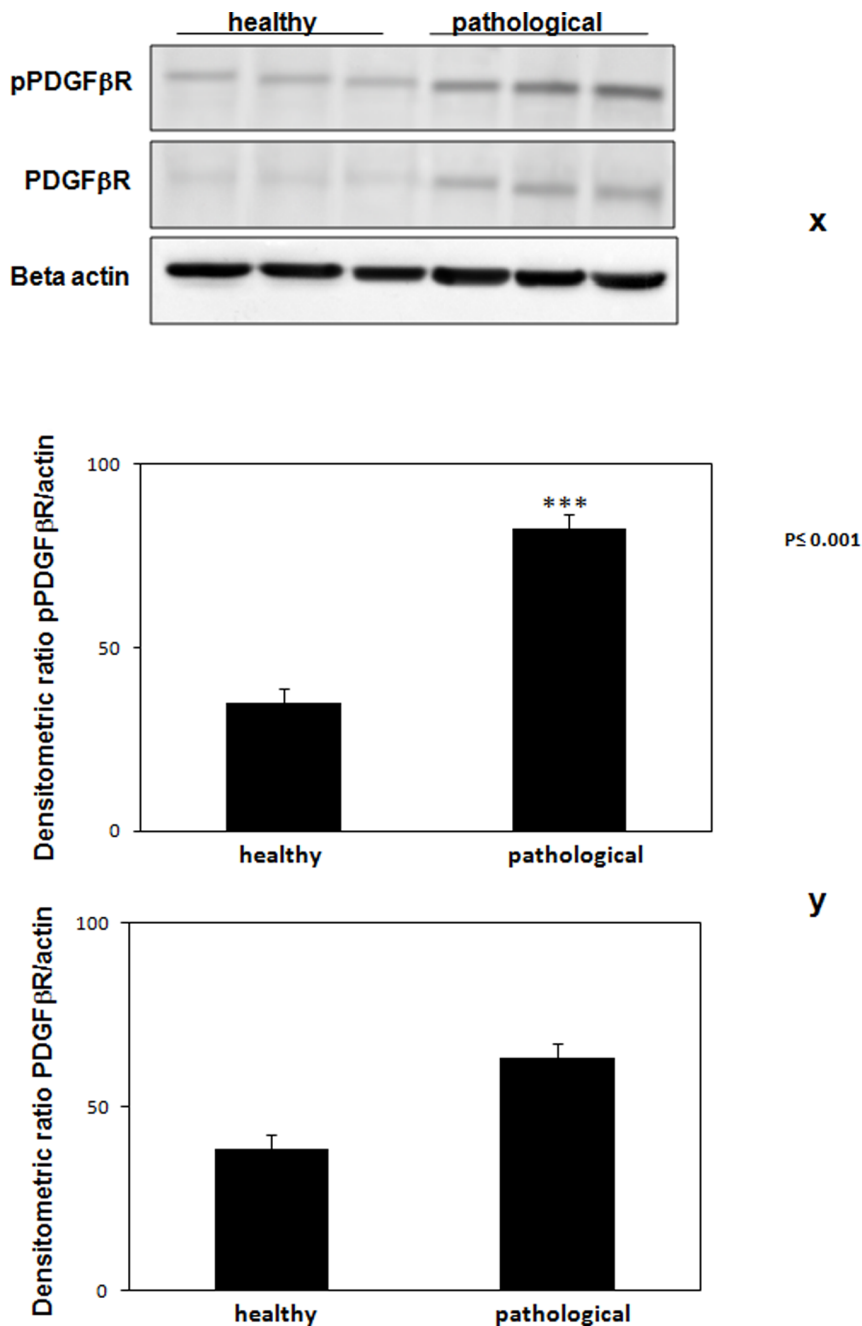 healthy pathological
pPDGFβR
PDGFβR
x
Beta actin
Densitometric ratio pPDGFβR/actin
100
50
0
***
P≤ 0.001
healthy pathological
y
Densitometric ratio PDGFβR/actin
100
50
0
healthy pathological